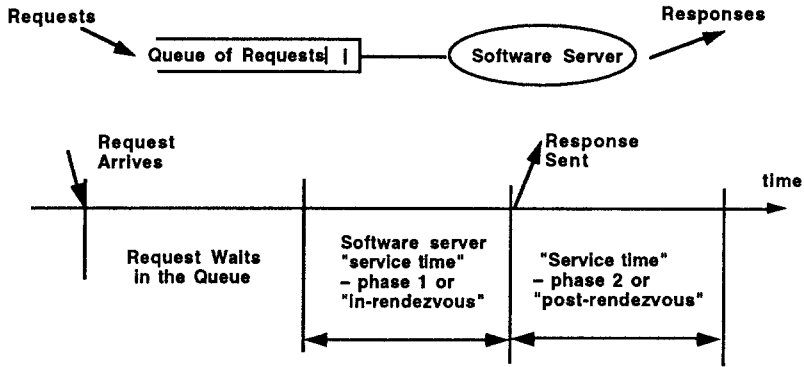 Requests
Responses
Queue of Requests
Software Server
Request
Arrives
Response
Sent
time
Request Waits
in the Queue
Software server
"service time"
– phase 1 or
"in-rendezvous"
"Service time"
– phase 2 or
"post-rendezvous"